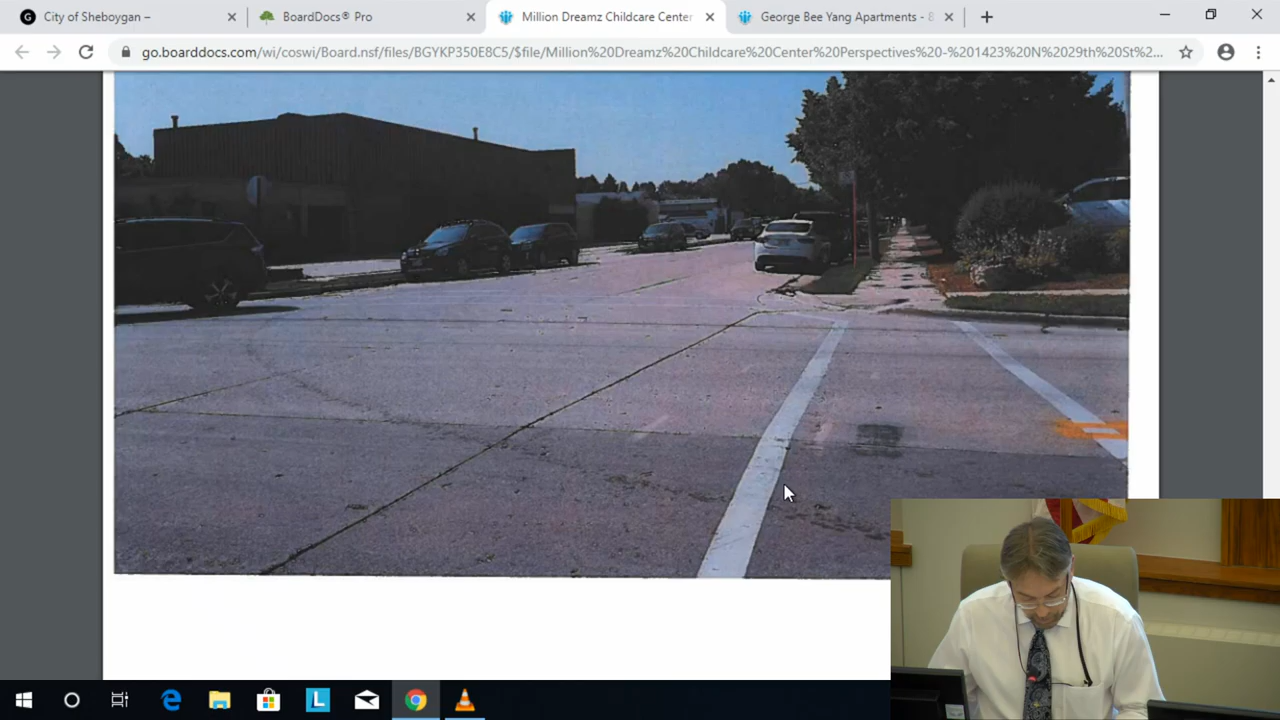 City of Sheboygan –
BoardDocs® Pro
Million Dreamz Childcare Center
George Bee Yang Apartments - 8
go.boarddocs.com/wi/coswi/Board.nsf/files/BGYKP350E8C5/$file/Million%20Dreamz%20Childcare%20Center%20Perspectives%20-%201423%20N%2029th%20St%2...